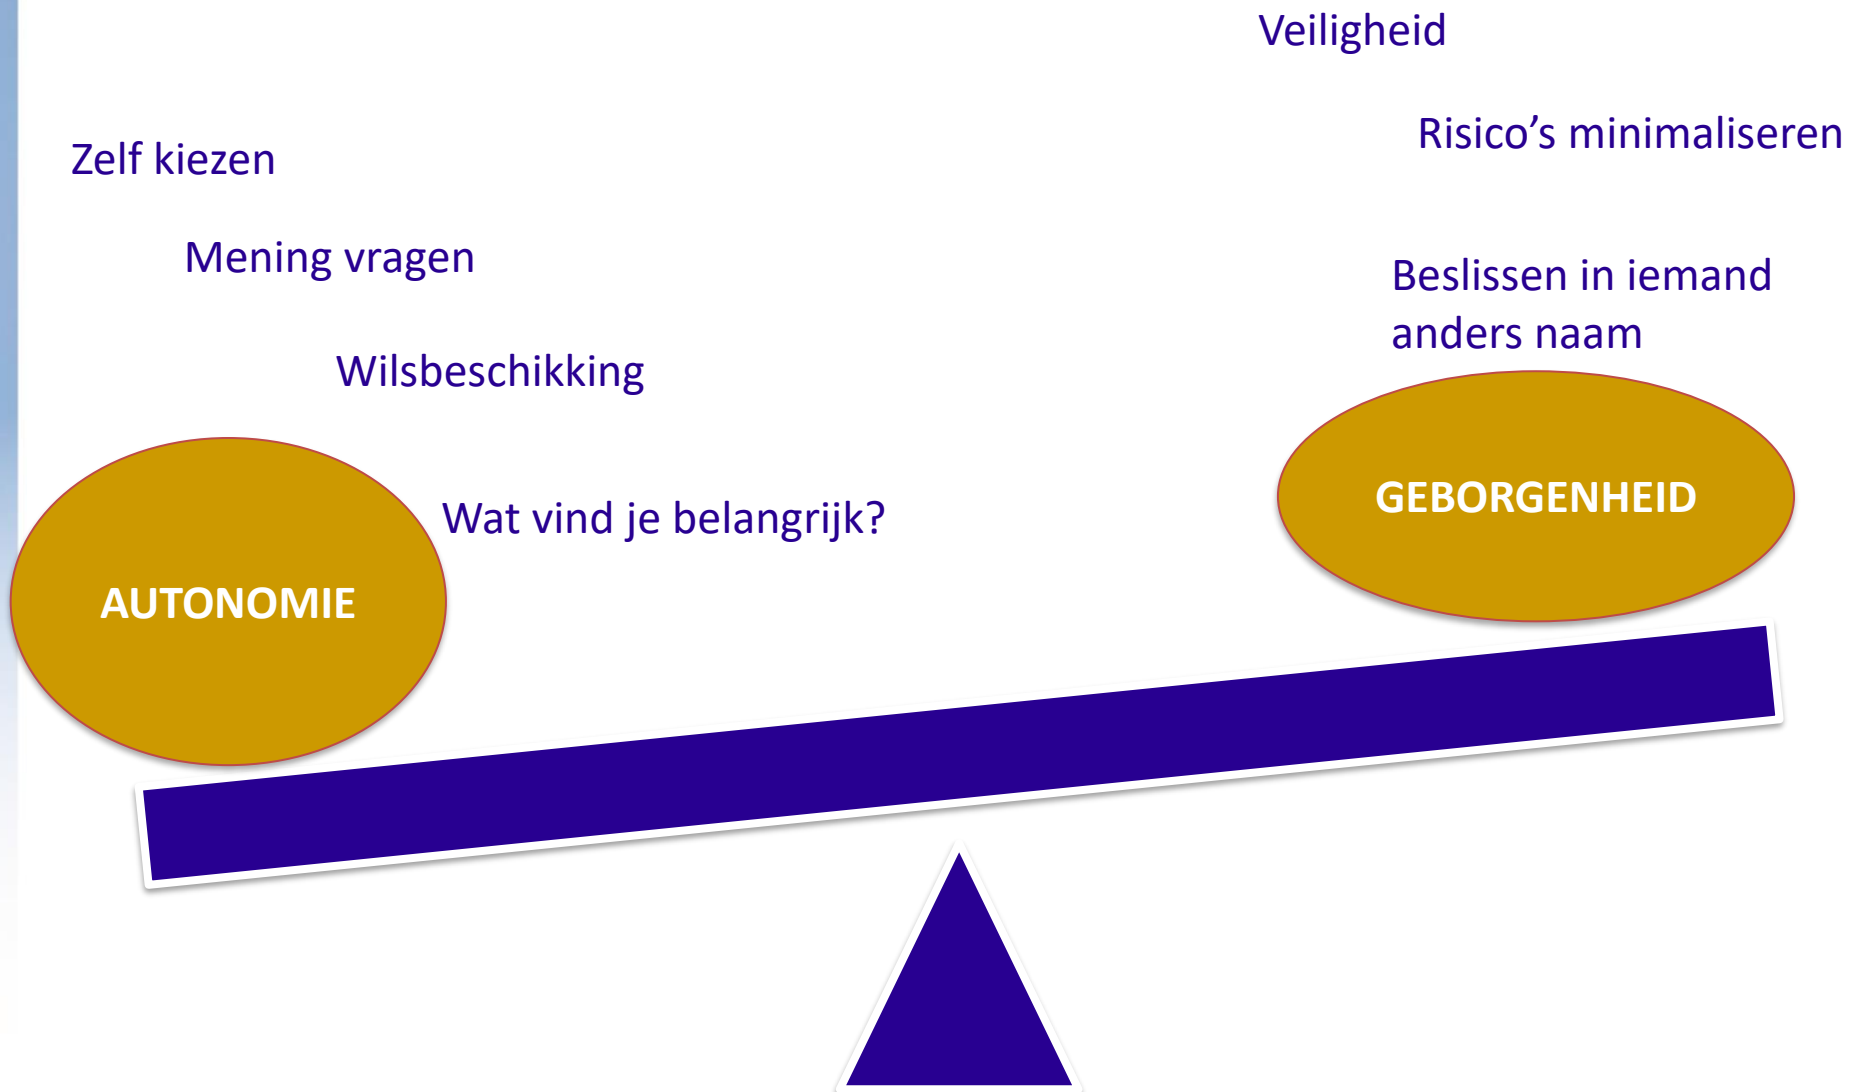 Veiligheid
Risico’s minimaliseren
Zelf kiezen
Mening vragen
Beslissen in iemand
anders naam
Wilsbeschikking
GEBORGENHEID
Wat vind je belangrijk?
AUTONOMIE